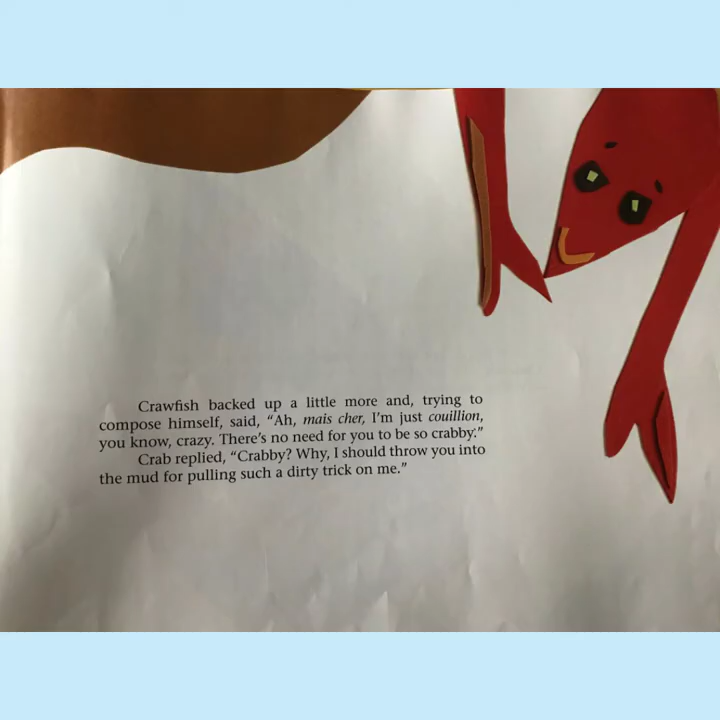 Crawfish backed up a little more and, trying to
compose himself, said, “Ah, mais cher, I’m just couillion,
you know, crazy. There’s no need for you to be so crabby.”
Crab replied, “Crabby? Why, I should throw you into
the mud for pulling such a dirty trick on me.”